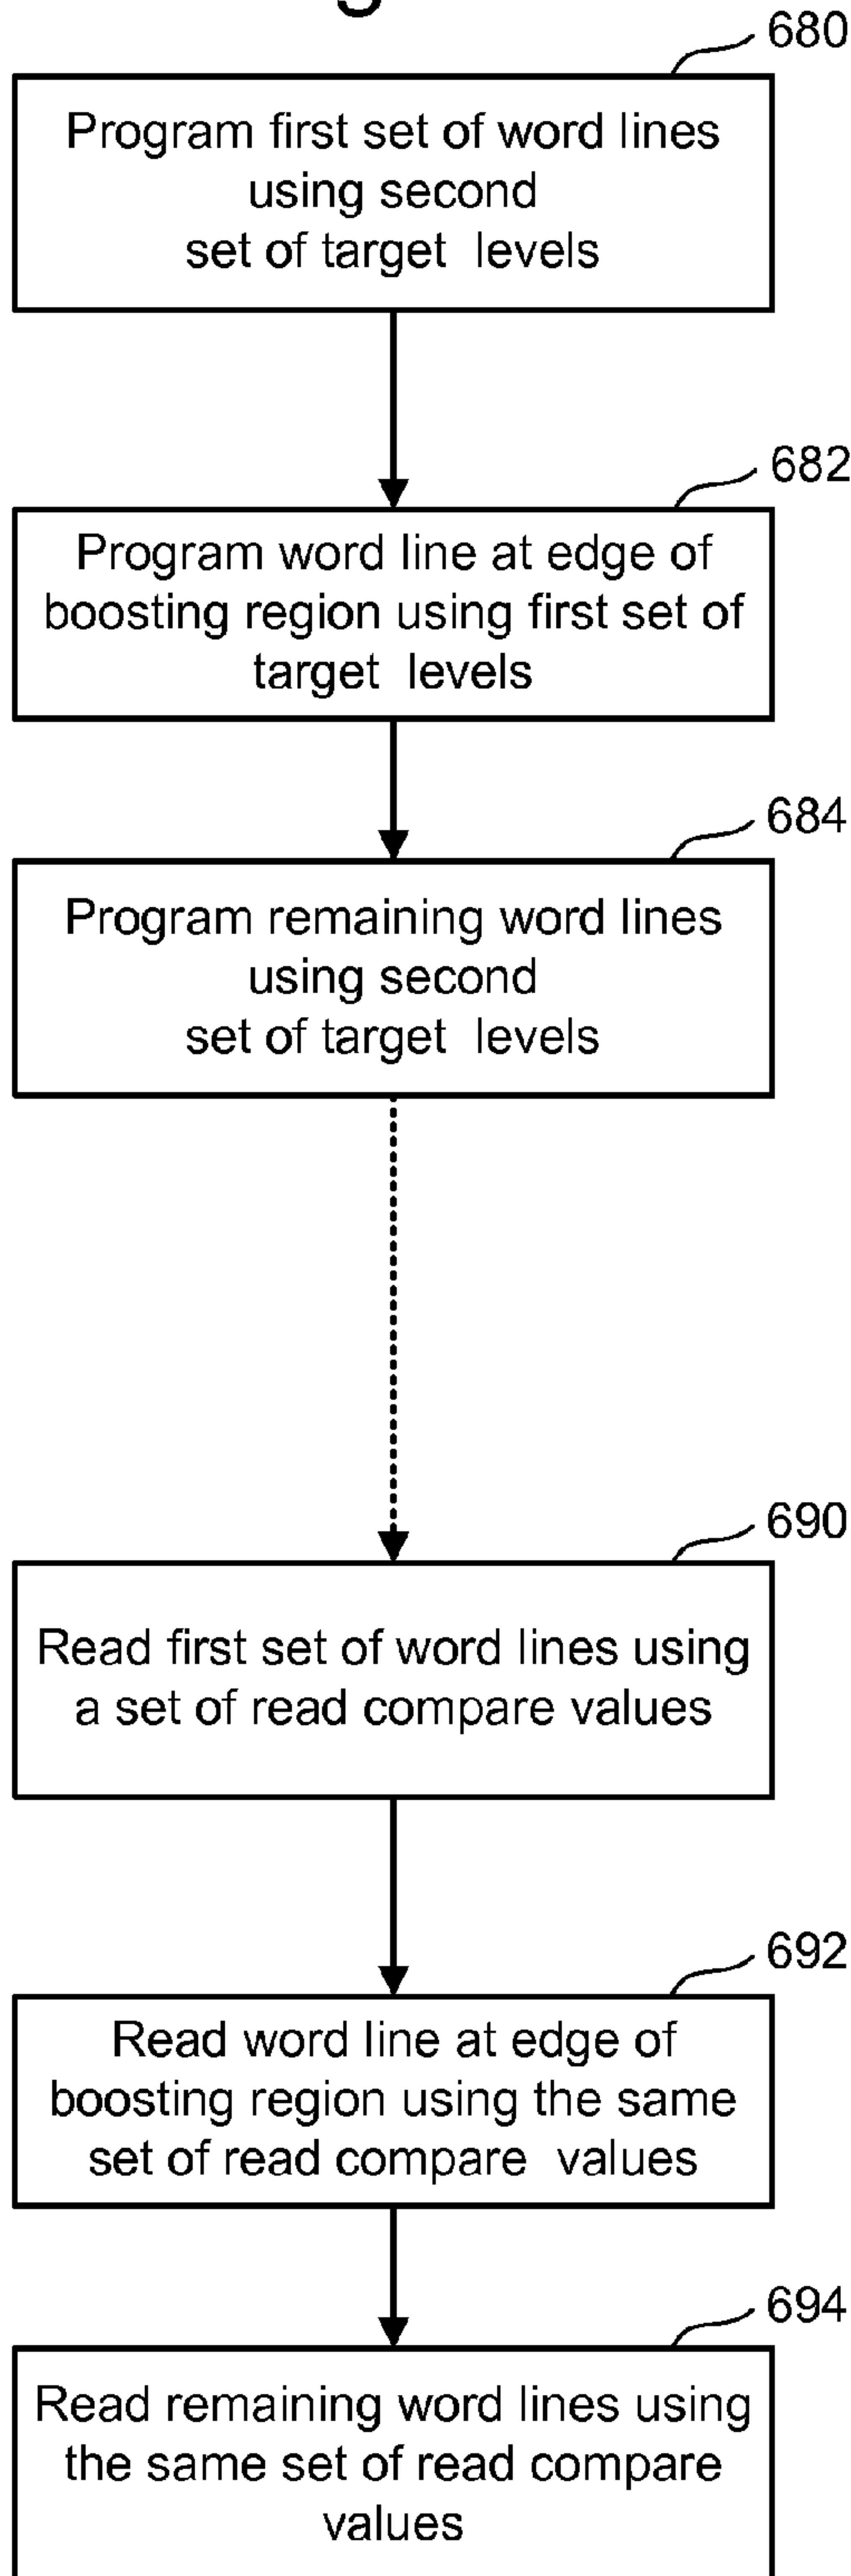 680
Program first set of word lines
using second
set of target levels
682
Program word line at edge of
boosting region using first set of
target levels
684
Program remaining word lines
using second
set of target levels
690
Read first set of word lines using
a set of read compare values
692
Read word line at edge of
boosting region using the same
set of read compare values
694
Read remaining word lines using
the same set of read compare
values